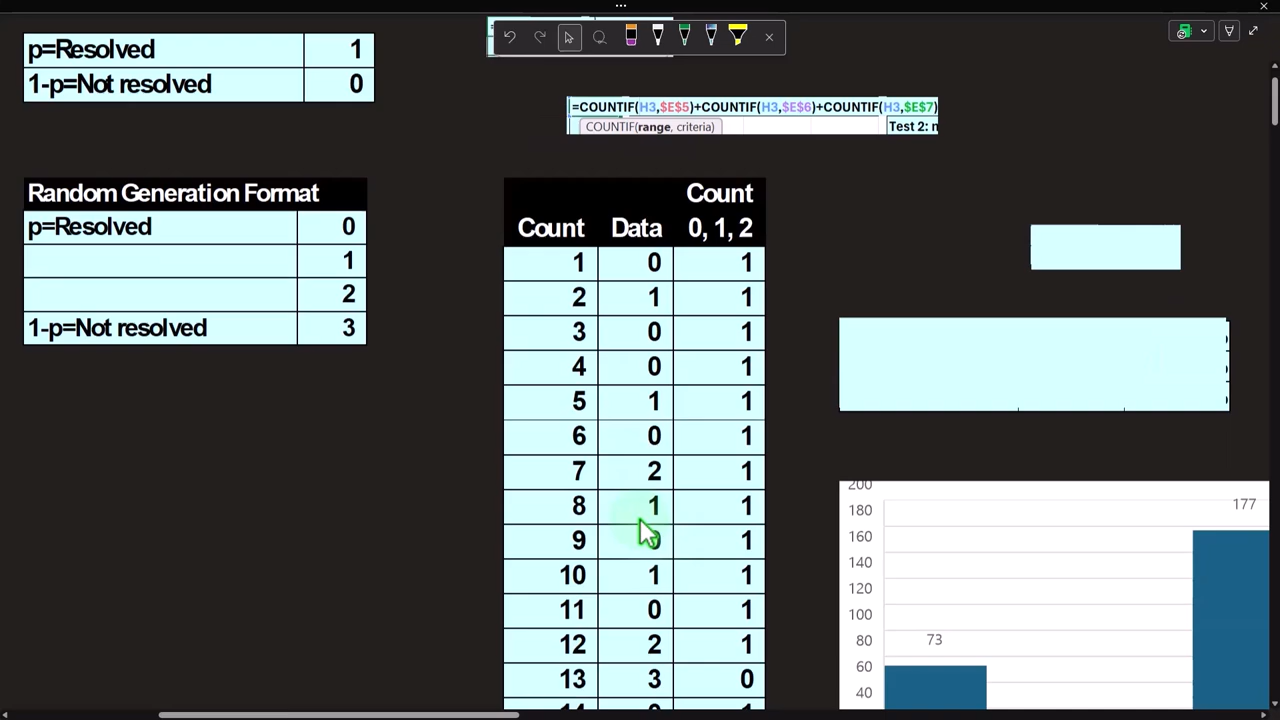 p=Resolved 1
1-p=Not resolved 0
=COUNTIF(H3,$E$5)+COUNTIF(H3,$E$6)+COUNTIF(H3,$E$7)
COUNTIF(range, criteria)
Test 2: n
Random Generation Format
p=Resolved 0
1
2
1-p=Not resolved 3
Count
Count Data 0, 1, 2
1 0 1
2 1 1
3 0 1
4 0 1
5 1 1
6 0 1
7 2 1
8 1 1
9 0 1
10 1 1
11 0 1
12 2 1
13 3 0
200
180
160
140
120
100
80
60
40
177
73